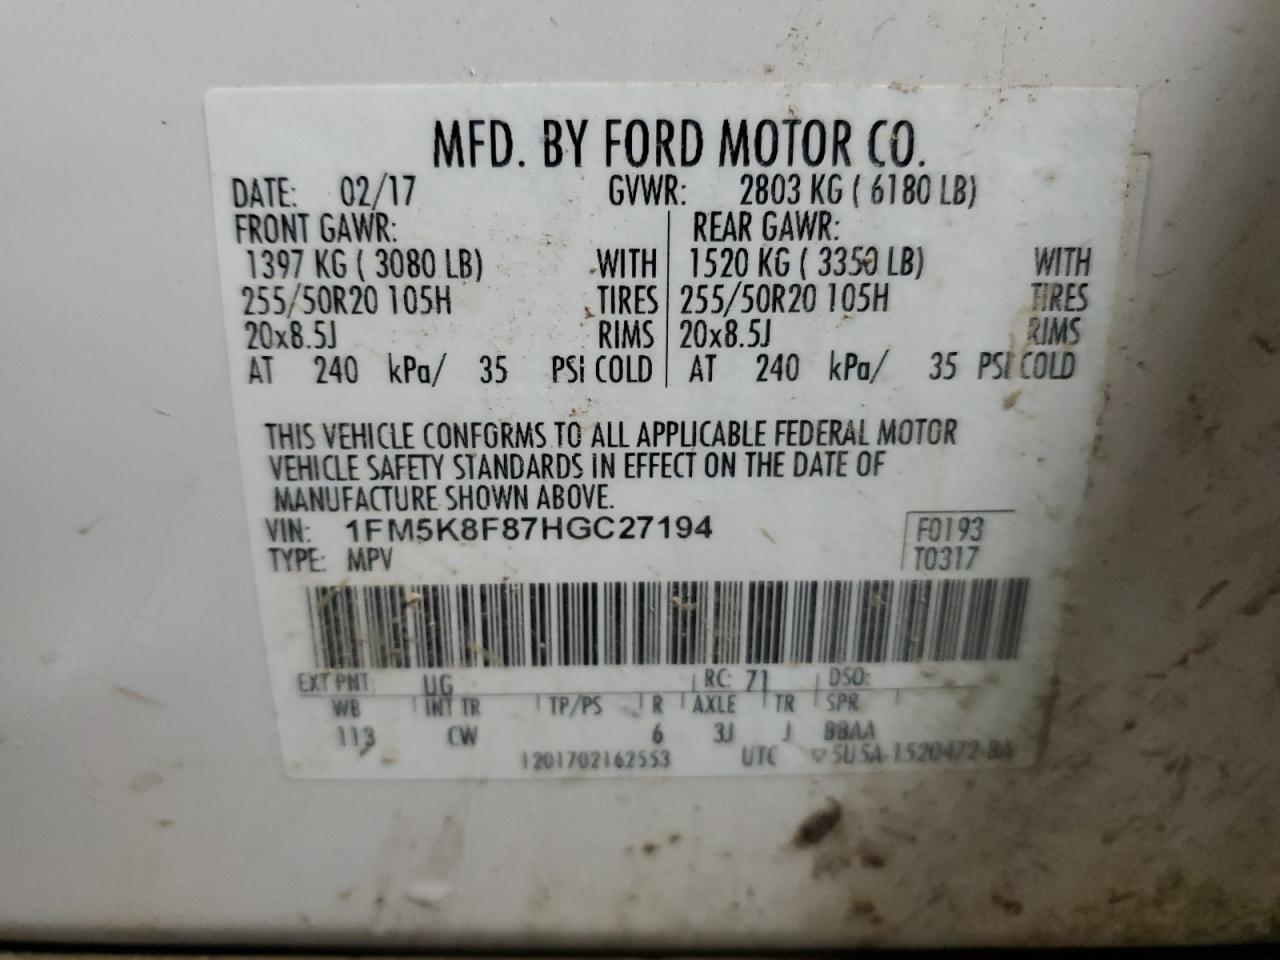 MFD. BY FORD MOTOR CO.
DATE: 02/17 GVWR: 2803 KG ( 6180 LB)
FRONT GAWR: REAR GAWR:
1397 KG ( 3080 LB) WITH 1520 KG ( 3350 LB) WITH
255/50R20 105H TIRES 255/50R20 105H TIRES
20x8.5J RIMS 20x8.5J RIMS
AT 240 kPa/ 35 PSi COLD AT 240 kPa/ 35 PSi COLD
THIS VEHICLE CONFORMS TO ALL APPLICABLE FEDERAL MOTOR
VEHICLE SAFETY STANDARDS IN EFFECT ON THE DATE OF
MANUFACTURE SHOWN ABOVE.
VIN: 1FM5K8F87HGC27194 F0193
TYPE: MPV T0317
EXT PNT: UG RC: 71 DSO:
WB INT TR TP/PS R AXLE TR SPR
113 CW 6 3J J BBAA
1201702162553 UTC ▽5U5A-1520472-BA